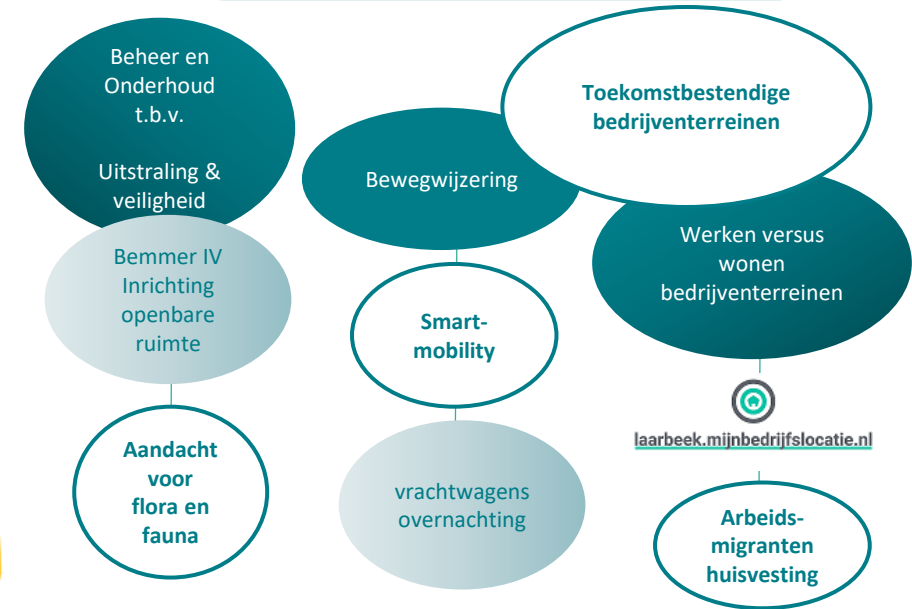 Beheer en
Onderhoud
t.b.v.
Uitstraling &
veiligheid
Bemmer IV
Inrichting
openbare
ruimte
Aandacht
voor
flora en
fauna
Bewegwijzering
Smart-
mobility
vrachtwagens
overnachting
Toekomstbestendige
bedrijventerreinen
Werken versus
wonen
bedrijventerreinen
laarbeek.mijnbedrijfslocatie.nl
Arbeids-
migranten
huisvesting